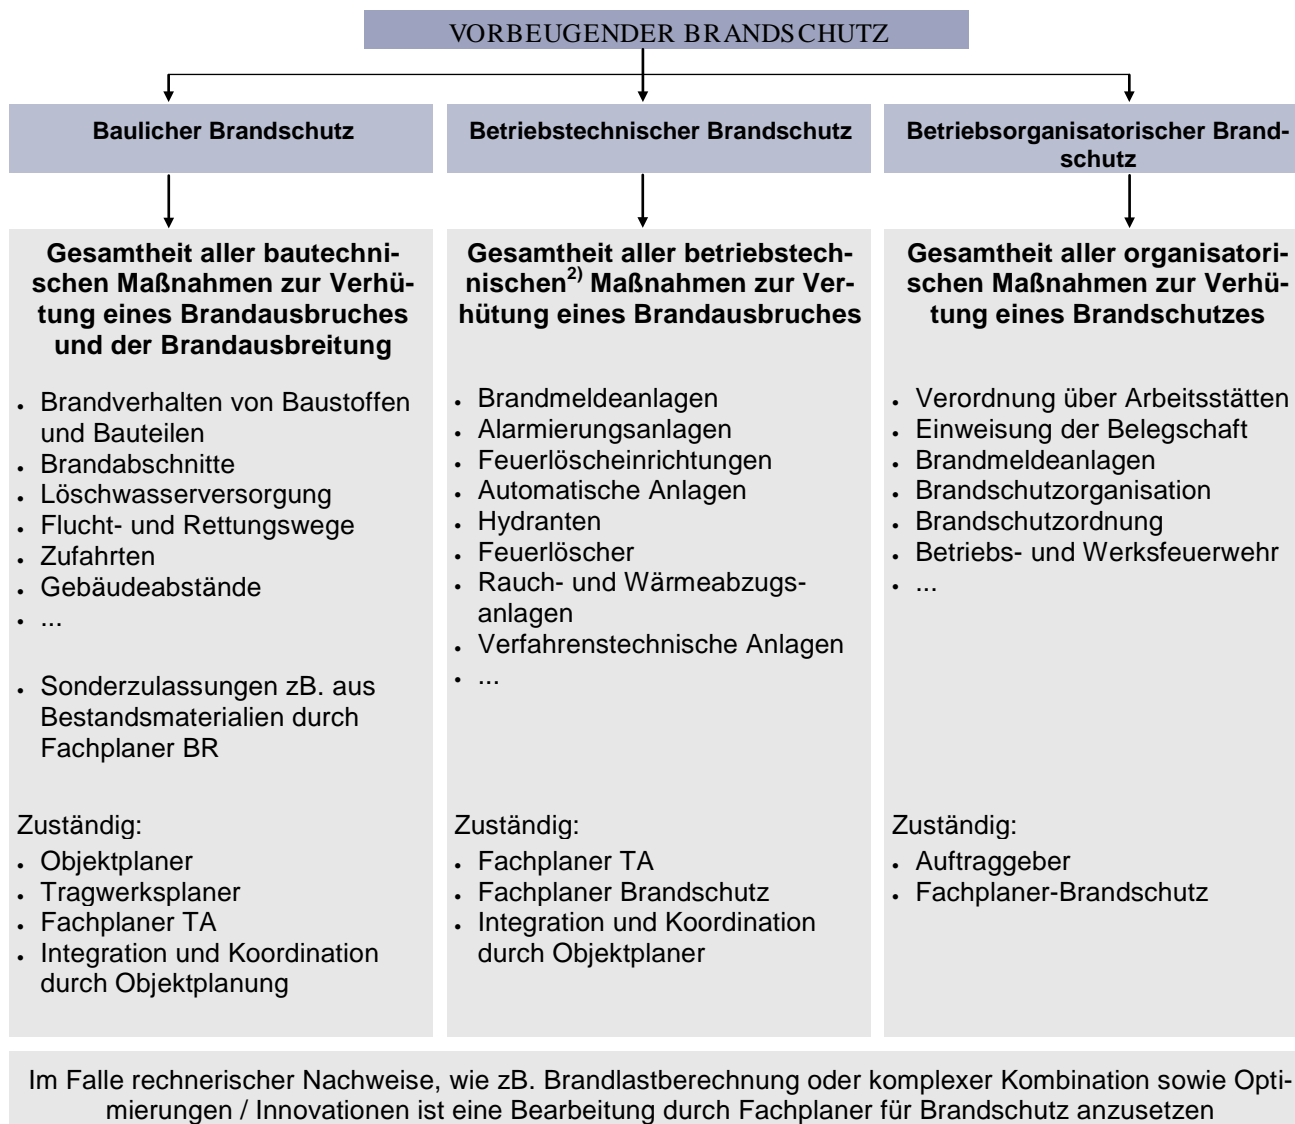 VORBEUGENDER BRANDSCHUTZ
Baulicher Brandschutz
Betriebstechnischer Brandschutz
Betriebsorganisatorischer Brand-
schutz
Gesamtheit aller bautechni-
schen Maßnahmen zur Verhü-
tung eines Brandausbruches
und der Brandausbreitung
• Brandverhalten von Baustoffen
und Bauteilen
• Brandabschnitte
• Löschwasserversorgung
• Flucht- und Rettungswege
• Zufahrten
• Gebäudeabstände
• ...
• Sonderzulassungen zB. aus
Bestandsmaterialien durch
Fachplaner BR
Zuständig:
• Objektplaner
• Tragwerksplaner
• Fachplaner TA
• Integration und Koordination
durch Objektplanung
Gesamtheit aller betriebstech-
nischen2) Maßnahmen zur Ver-
hütung eines Brandausbruches
• Brandmeldeanlagen
• Alarmierungsanlagen
• Feuerlöscheinrichtungen
• Automatische Anlagen
• Hydranten
• Feuerlöscher
• Rauch- und Wärmeabzugs-
anlagen
• Verfahrenstechnische Anlagen
• ...
Zuständig:
• Fachplaner TA
• Fachplaner Brandschutz
• Integration und Koordination
durch Objektplaner
Gesamtheit aller organisatori-
schen Maßnahmen zur Verhü-
tung eines Brandschutzes
• Verordnung über Arbeitsstätten
• Einweisung der Belegschaft
• Brandmeldeanlagen
• Brandschutzorganisation
• Brandschutzordnung
• Betriebs- und Werksfeuerwehr
• ...
Zuständig:
• Auftraggeber
• Fachplaner-Brandschutz
Im Falle rechnerischer Nachweise, wie zB. Brandlastberechnung oder komplexer Kombination sowie Opti-
mierungen / Innovationen ist eine Bearbeitung durch Fachplaner für Brandschutz anzusetzen